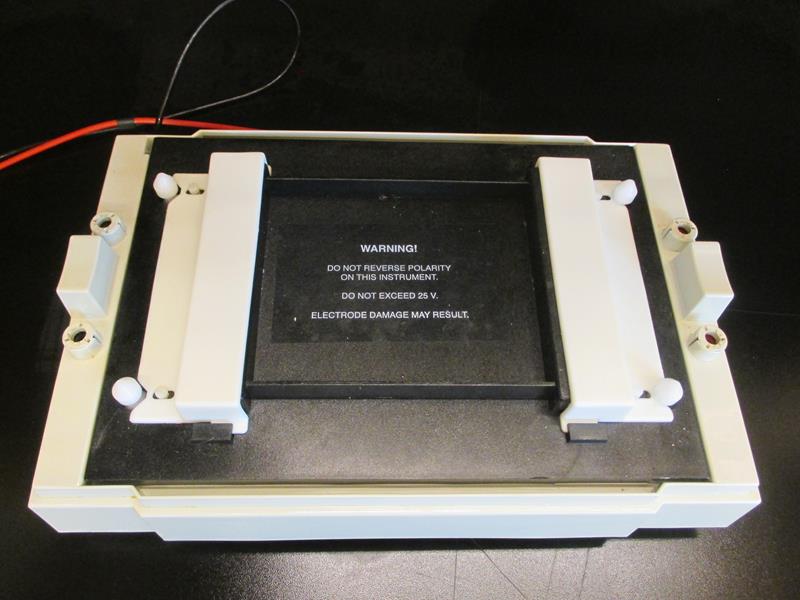 WARNING!
DO NOT REVERSE POLARITY
ON THIS INSTRUMENT.
DO NOT EXCEED 25 V.
ELECTRODE DAMAGE MAY RESULT.